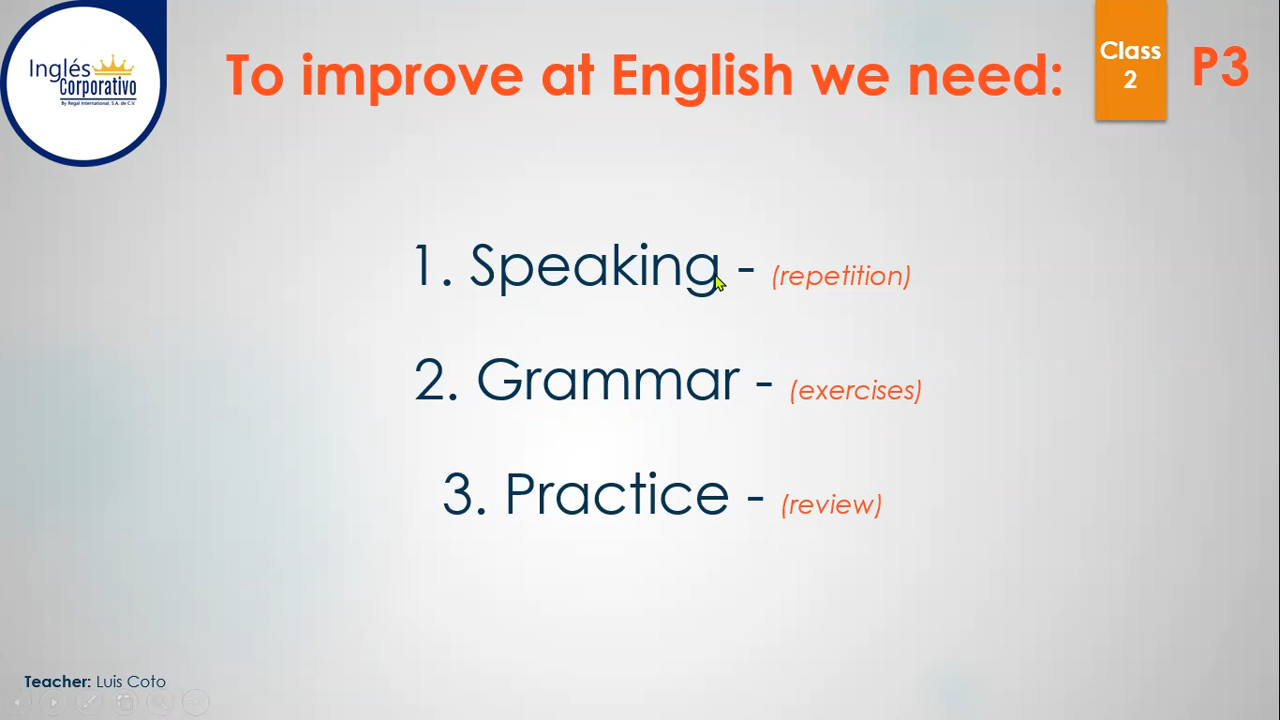 Inglés
Corporativo
By Regal International, S.A. de C.V.
To improve at English we need:
Class
2
P3
1. Speaking - (repetition)
2. Grammar - (exercises)
3. Practice - (review)
Teacher: Luis Coto